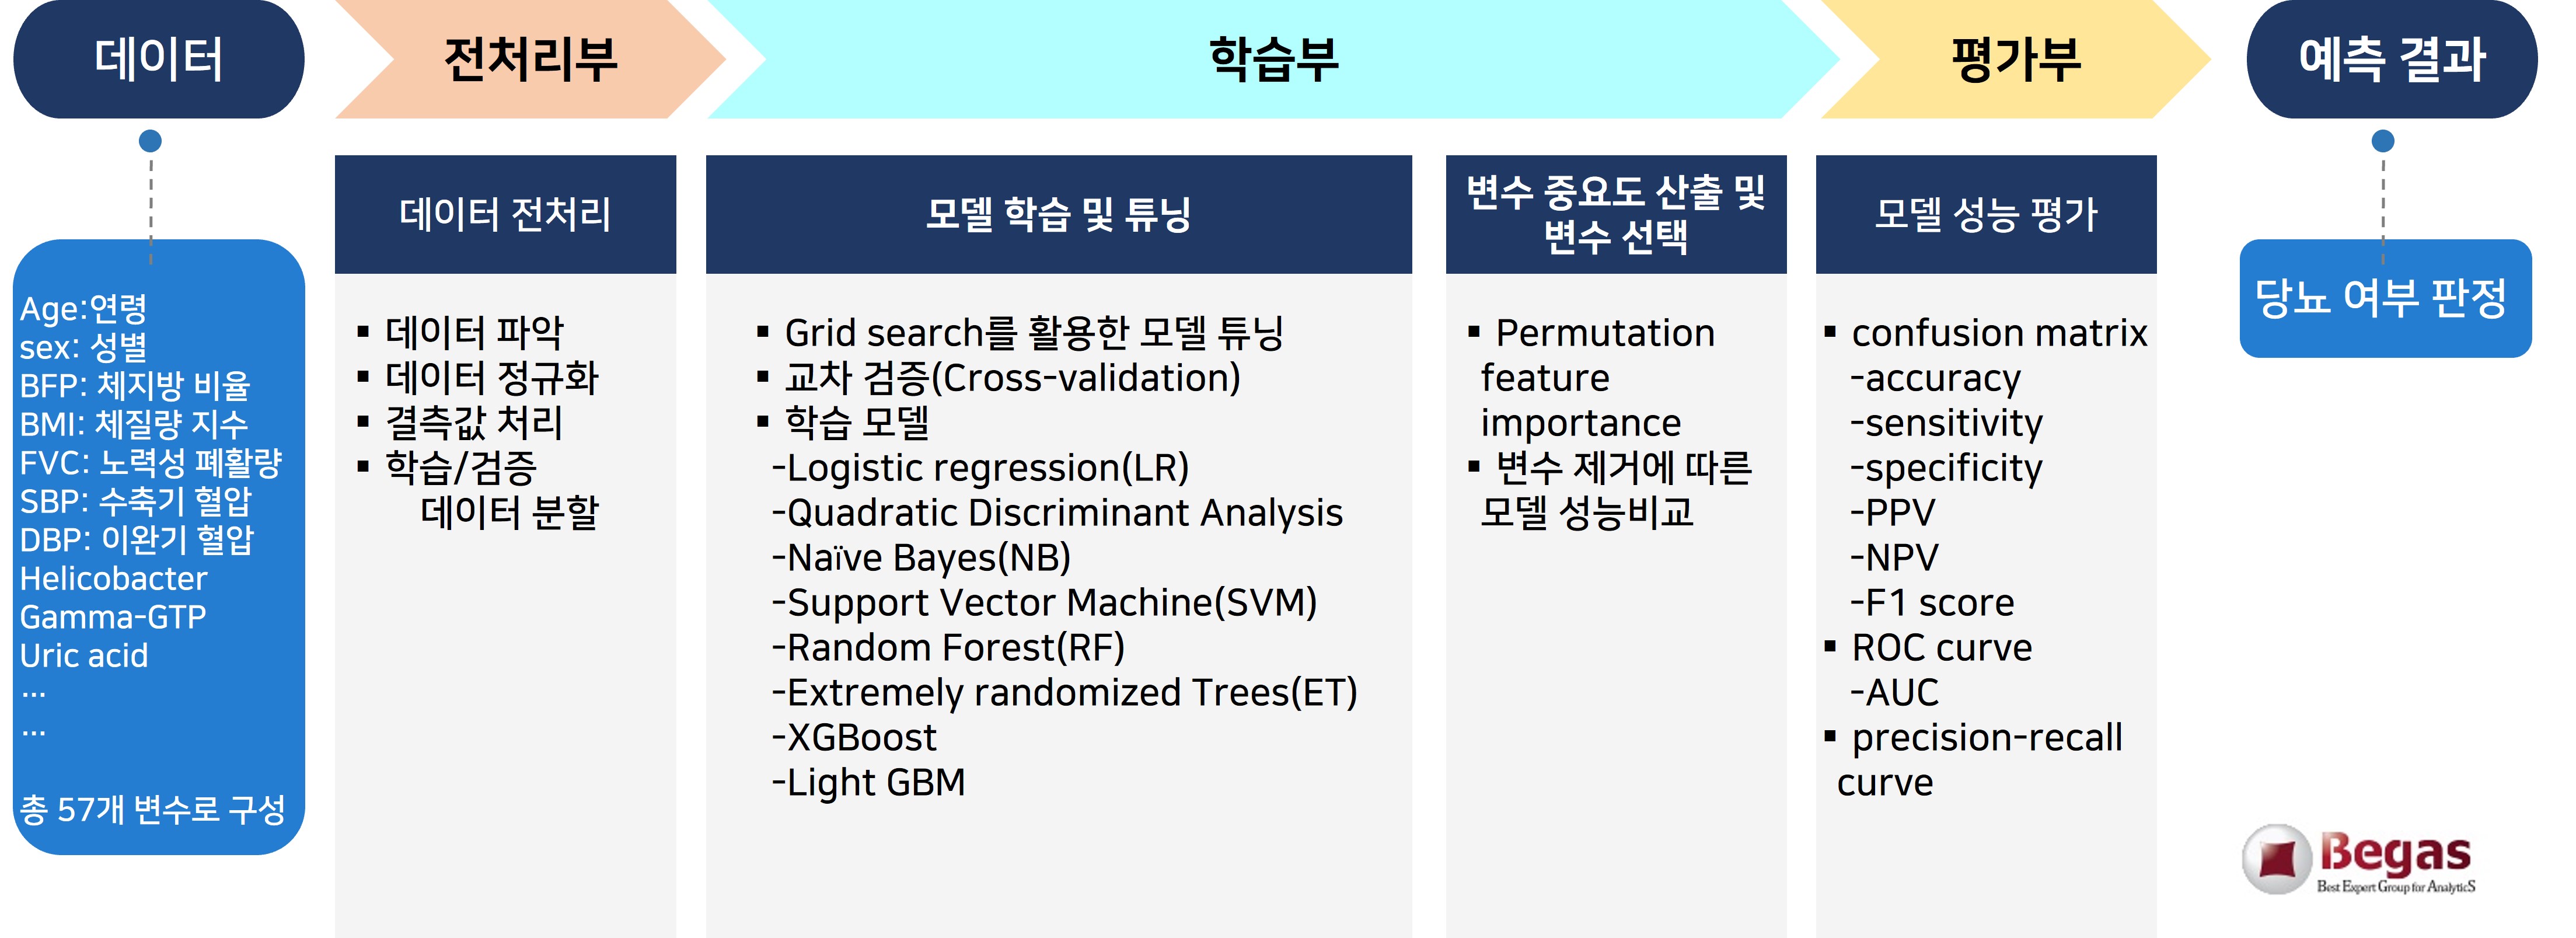 데이터
전처리부
학습부
평가부
예측 결과
Age:연령
sex: 성별
BFP: 체지방 비율
BMI: 체질량 지수
FVC: 노력성 폐활량
SBP: 수축기 혈압
DBP: 이완기 혈압
Helicobacter
Gamma-GTP
Uric acid
...
...
총 57개 변수로 구성
데이터 전처리
▪ 데이터 파악
▪ 데이터 정규화
▪ 결측값 처리
▪ 학습/검증
데이터 분할
모델 학습 및 튜닝
▪ Grid search를 활용한 모델 튜닝
▪ 교차 검증(Cross-validation)
▪ 학습 모델
-Logistic regression(LR)
-Quadratic Discriminant Analysis
-Naïve Bayes(NB)
-Support Vector Machine(SVM)
-Random Forest(RF)
-Extremely randomized Trees(ET)
-XGBoost
-Light GBM
변수 중요도 산출 및
변수 선택
▪ Permutation
feature
importance
▪ 변수 제거에 따른
모델 성능비교
모델 성능 평가
▪ confusion matrix
-accuracy
-sensitivity
-specificity
-PPV
-NPV
-F1 score
▪ ROC curve
-AUC
▪ precision-recall
curve
당뇨 여부 판정
Begas
Best Expert Group for AnalyticS